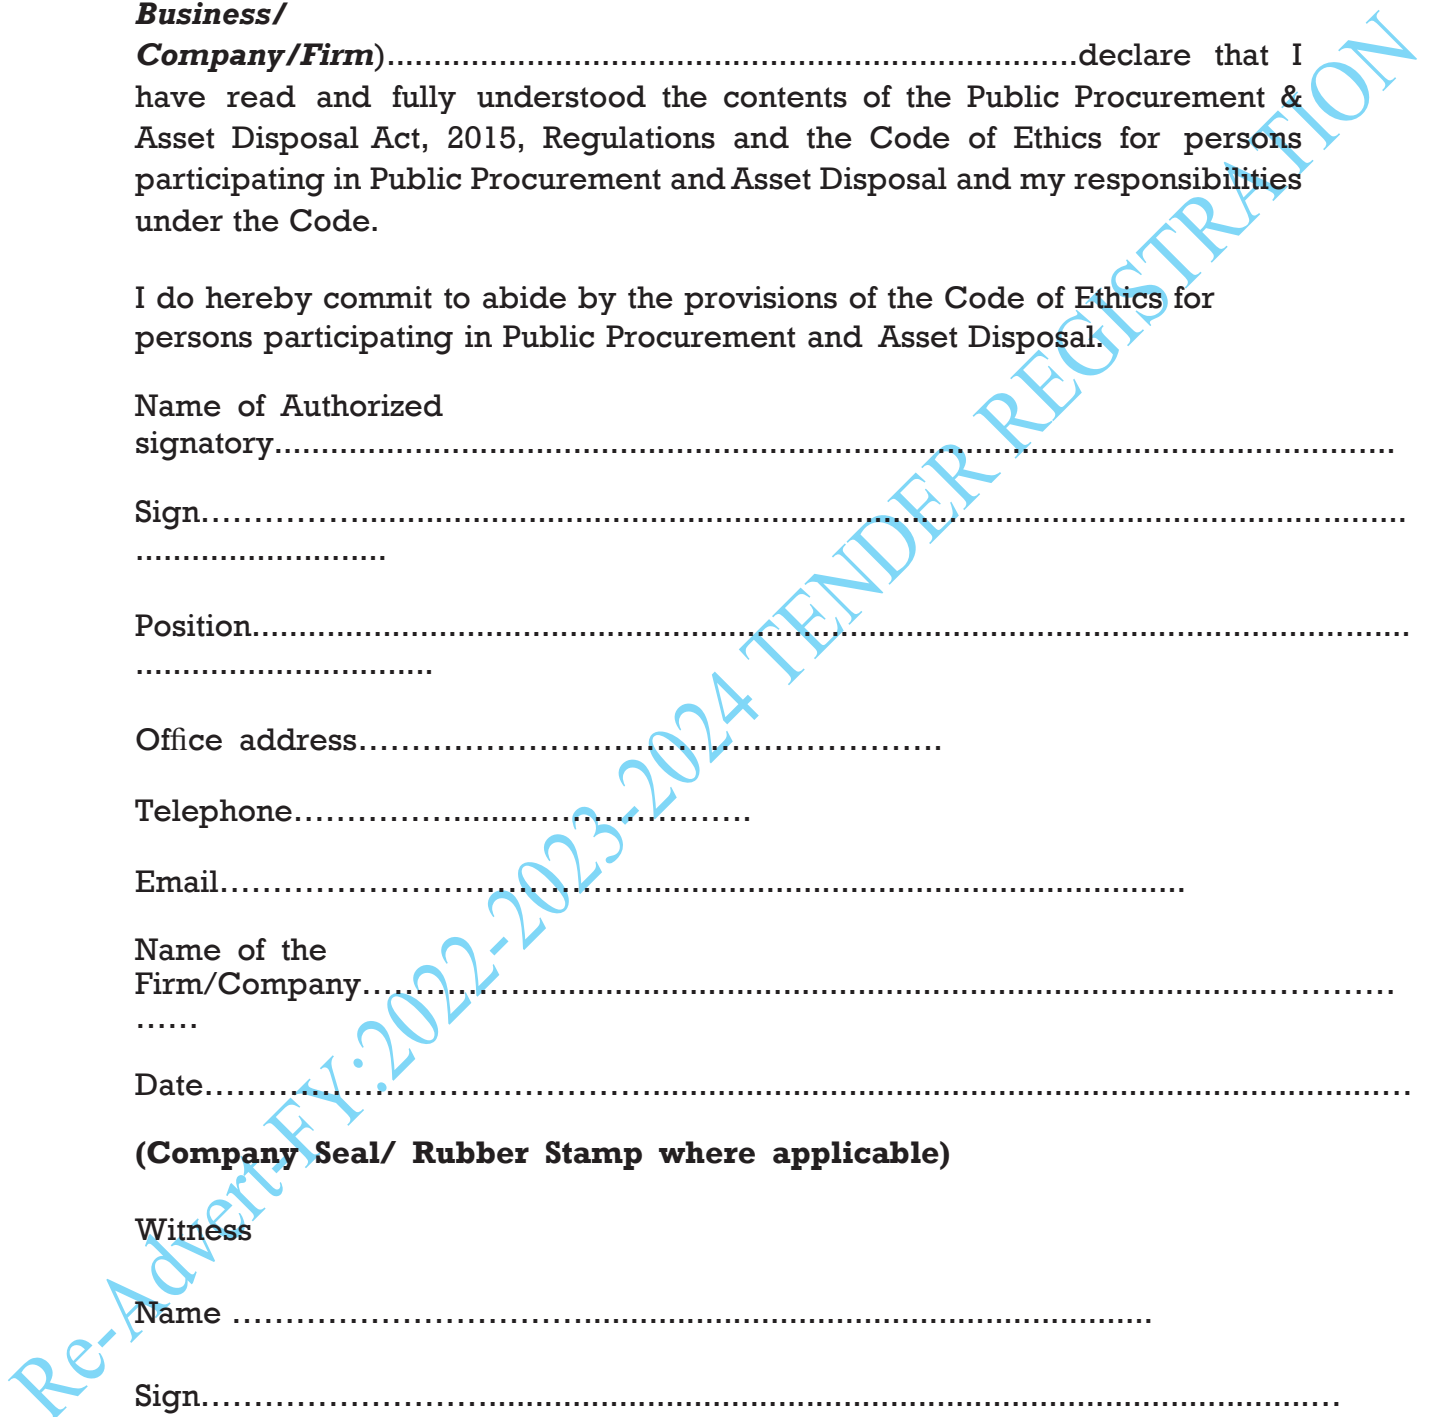 Business/
Company/Firm)..........................................................................declare that I
have read and fully understood the contents of the Public Procurement &
Asset Disposal Act, 2015, Regulations and the Code of Ethics for persons
participating in Public Procurement and Asset Disposal and my responsibilities
under the Code.
I do hereby commit to abide by the provisions of the Code of Ethics for
persons participating in Public Procurement and Asset Disposal.
Name of Authorized
signatory........................................................................................................................
Sign……………..............................................................................................................
...........................
Position............................................................................................................................
................................
Office address………………………………………………
Telephone……………….....…………………
Email…………………………………...........................................................
Name of the
Firm/Company……………...............................................................................…………
……
Date……………………………………...............................................................................…
(Company Seal/ Rubber Stamp where applicable)
Witness
Name ……………………………..............................................................
Sign………………………..........................................................................................…
Re-Advert-FY:2022-2023-2024 TENDER REGISTRATION